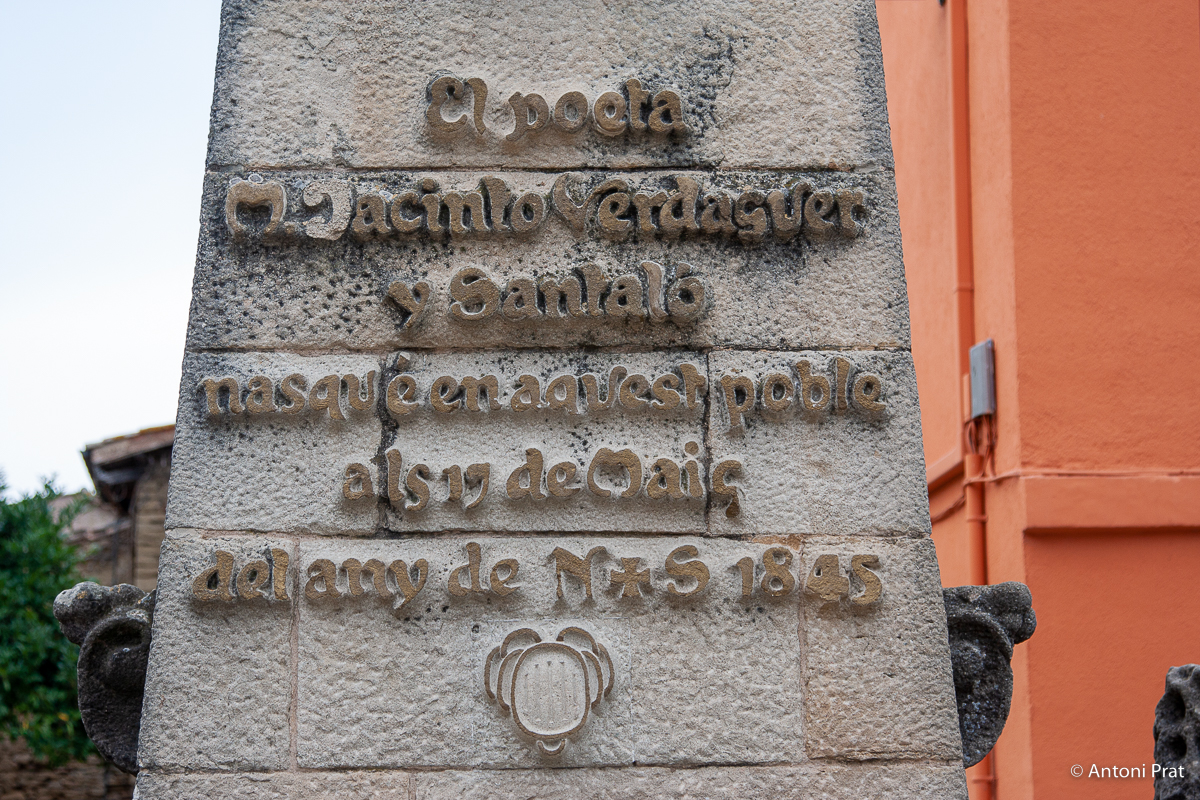 El poeta
M. Jacinto Verdaguer
y Santaló
nasqué en aquest poble
als 17 de Maig
del any de N✠S 1845
© Antoni Prat